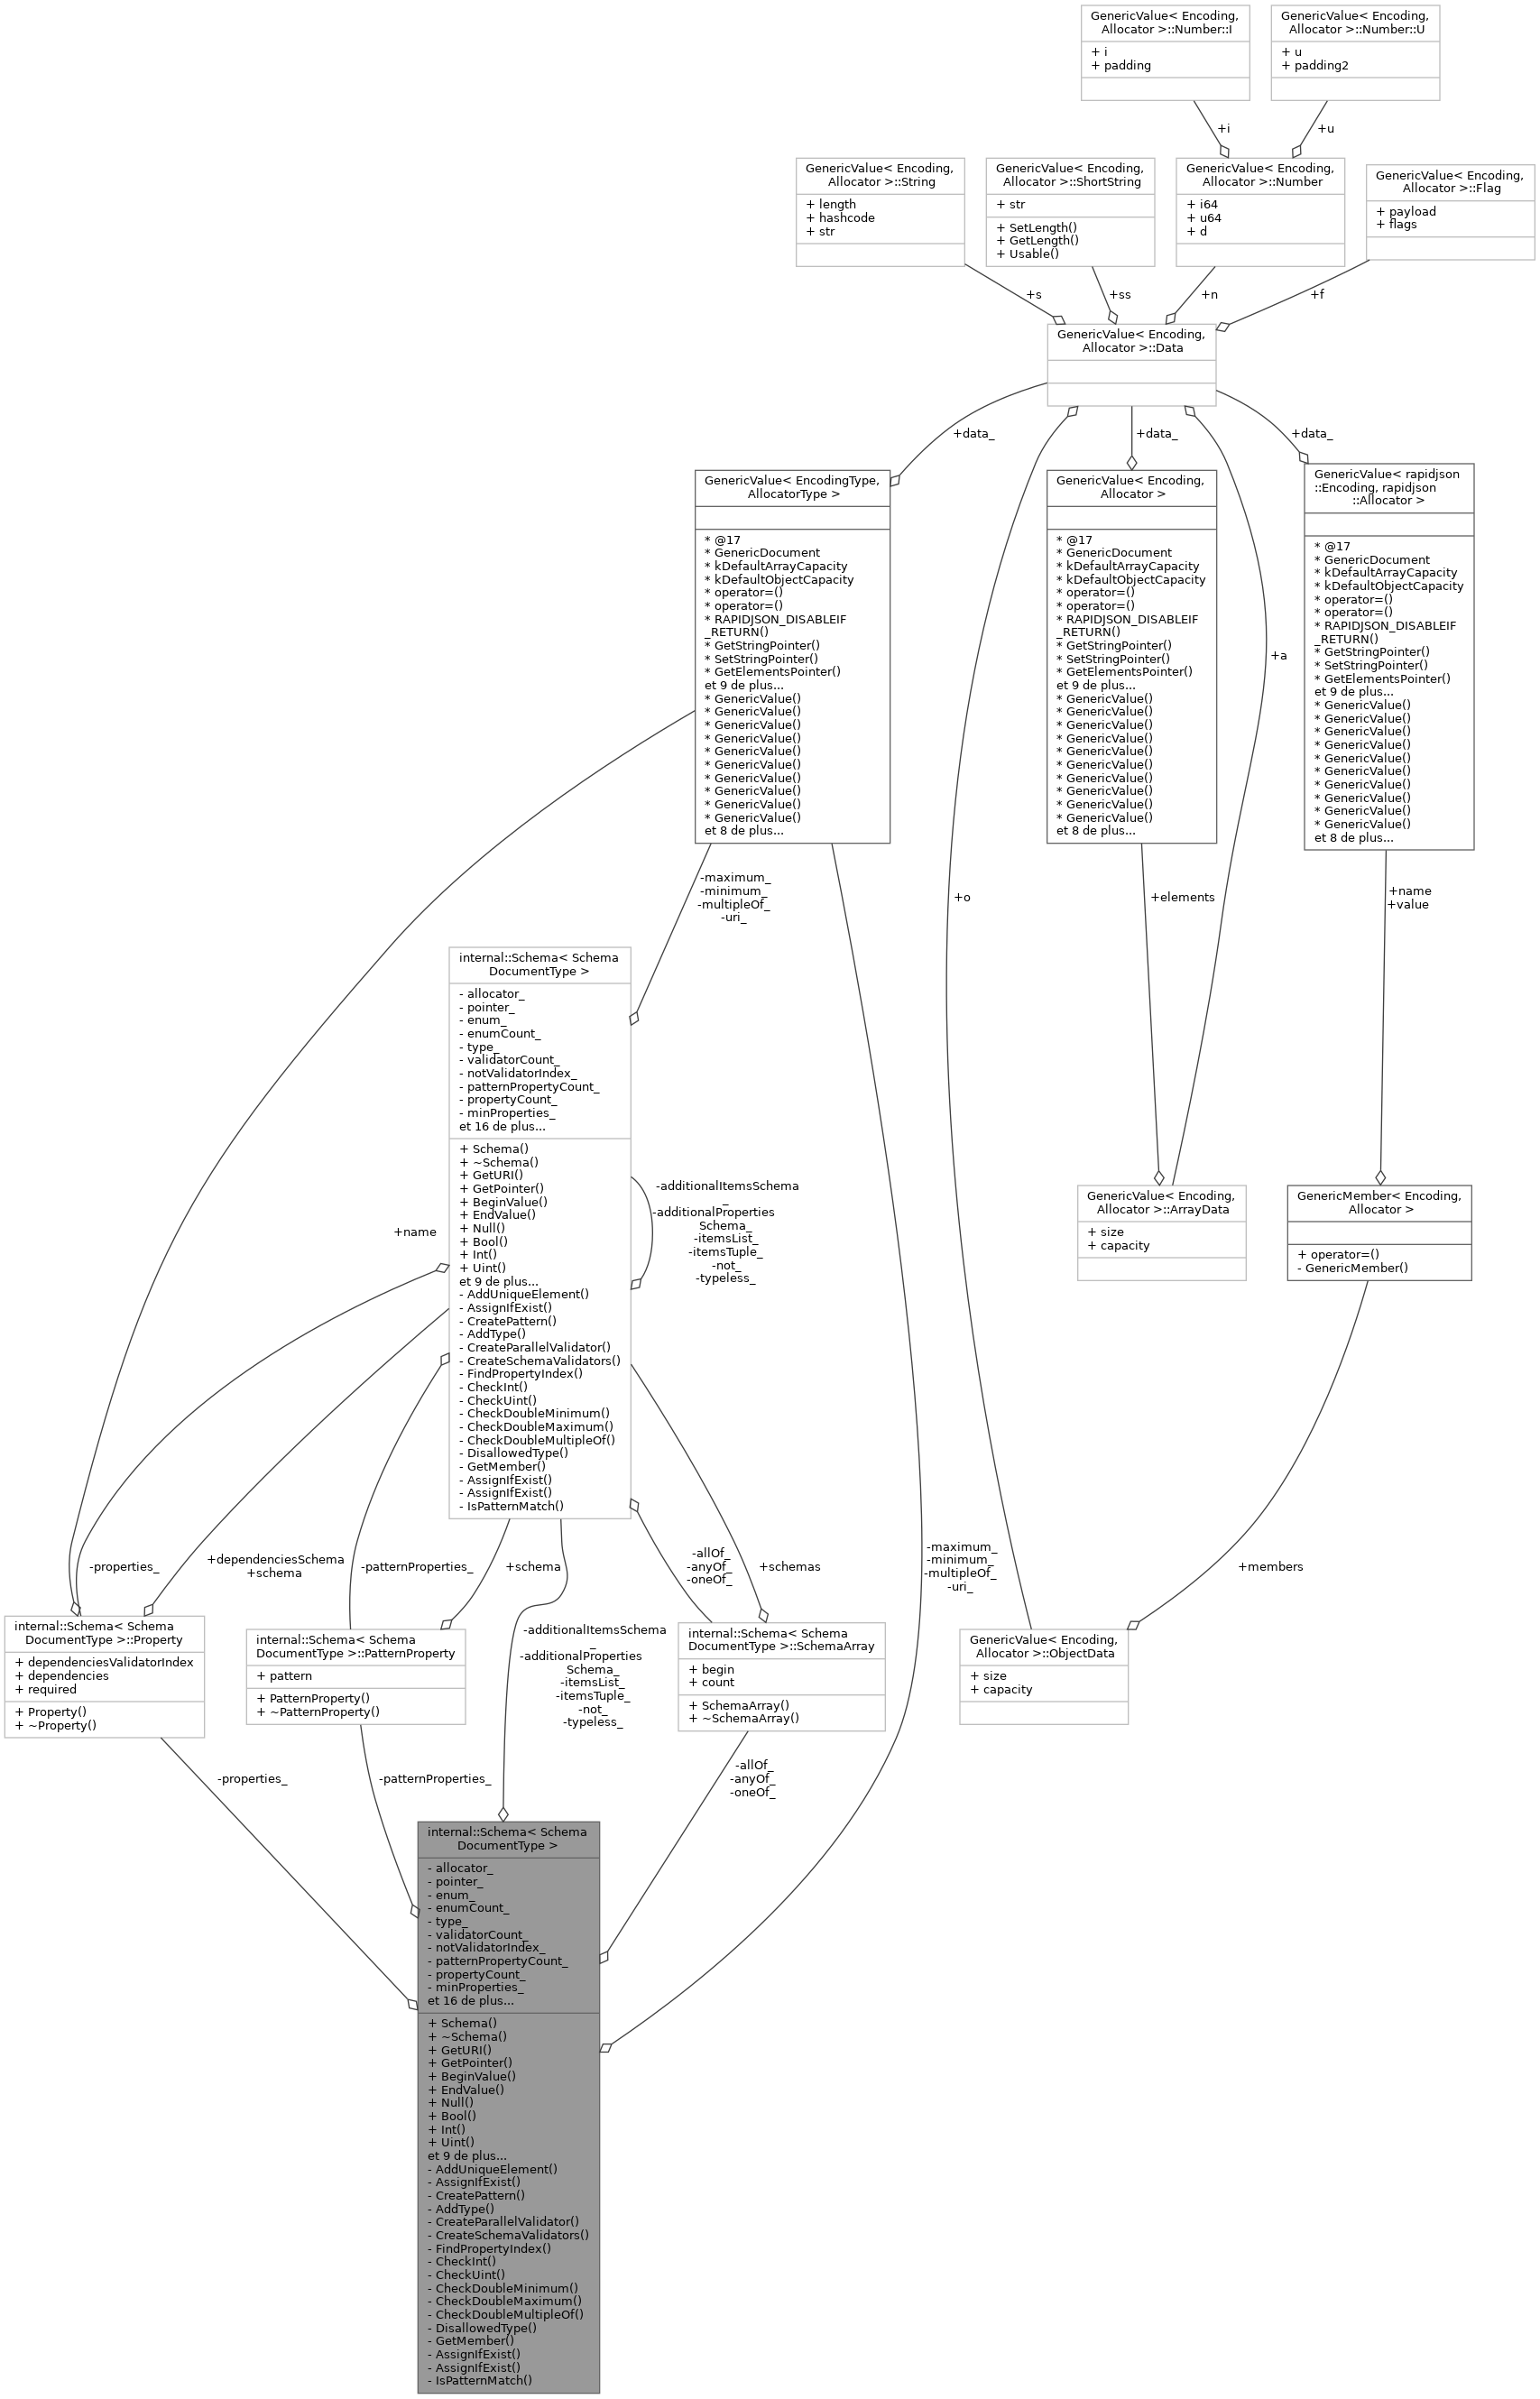 GenericValue< Encoding,
Allocator >::Number::I
+ i
+ padding
GenericValue< Encoding,
Allocator >::Number::U
+ u
+ padding2
+i
+u
GenericValue< Encoding,
Allocator >::String
+ length
+ hashcode
+ str
GenericValue< Encoding,
Allocator >::ShortString
+ str
+ SetLength()
+ GetLength()
+ Usable()
GenericValue< Encoding,
Allocator >::Number
+ i64
+ u64
+ d
GenericValue< Encoding,
Allocator >::Flag
+ payload
+ flags
+s
+ss
+n
+f
GenericValue< Encoding,
Allocator >::Data
+data_
+data_
+data_
GenericValue< EncodingType,
AllocatorType >
* @17
* GenericDocument
* kDefaultArrayCapacity
* kDefaultObjectCapacity
* operator=()
* operator=()
* RAPIDJSON_DISABLEIF
_RETURN()
* GetStringPointer()
* SetStringPointer()
* GetElementsPointer()
et 9 de plus...
* GenericValue()
* GenericValue()
* GenericValue()
* GenericValue()
* GenericValue()
* GenericValue()
* GenericValue()
* GenericValue()
* GenericValue()
* GenericValue()
et 8 de plus...
GenericValue< Encoding,
Allocator >
* @17
* GenericDocument
* kDefaultArrayCapacity
* kDefaultObjectCapacity
* operator=()
* operator=()
* RAPIDJSON_DISABLEIF
_RETURN()
* GetStringPointer()
* SetStringPointer()
* GetElementsPointer()
et 9 de plus...
* GenericValue()
* GenericValue()
* GenericValue()
* GenericValue()
* GenericValue()
* GenericValue()
* GenericValue()
* GenericValue()
* GenericValue()
* GenericValue()
et 8 de plus...
+a
GenericValue< rapidjson
::Encoding, rapidjson
::Allocator >
* @17
* GenericDocument
* kDefaultArrayCapacity
* kDefaultObjectCapacity
* operator=()
* operator=()
* RAPIDJSON_DISABLEIF
_RETURN()
* GetStringPointer()
* SetStringPointer()
* GetElementsPointer()
et 9 de plus...
* GenericValue()
* GenericValue()
* GenericValue()
* GenericValue()
* GenericValue()
* GenericValue()
* GenericValue()
* GenericValue()
* GenericValue()
* GenericValue()
et 8 de plus...
-maximum_
-minimum_
-multipleOf_
-uri_
+o
+elements
+name
+value
internal::Schema< Schema
DocumentType >
- allocator_
- pointer_
- enum_
- enumCount_
- type_
- validatorCount_
- notValidatorIndex_
- patternPropertyCount_
- propertyCount_
- minProperties_
et 16 de plus...
+ Schema()
+ ~Schema()
+ GetURI()
+ GetPointer()
+ BeginValue()
+ EndValue()
+ Null()
+ Bool()
+ Int()
+ Uint()
et 9 de plus...
- AddUniqueElement()
- AssignIfExist()
- CreatePattern()
- AddType()
- CreateParallelValidator()
- CreateSchemaValidators()
- FindPropertyIndex()
- CheckInt()
- CheckUint()
- CheckDoubleMinimum()
- CheckDoubleMaximum()
- CheckDoubleMultipleOf()
- DisallowedType()
- GetMember()
- AssignIfExist()
- AssignIfExist()
- IsPatternMatch()
+name
-additionalItemsSchema
_
-additionalProperties
Schema_
-itemsList_
-itemsTuple_
-not_
-typeless_
GenericValue< Encoding,
Allocator >::ArrayData
+ size
+ capacity
GenericMember< Encoding,
Allocator >
+ operator=()
- GenericMember()
-properties_
+dependenciesSchema
+schema
-patternProperties_
+schema
-allOf_
-anyOf_
-oneOf_
+schemas
-maximum_
-minimum_
-multipleOf_
-uri_
+members
internal::Schema< Schema
DocumentType >::Property
+ dependenciesValidatorIndex
+ dependencies
+ required
+ Property()
+ ~Property()
internal::Schema< Schema
DocumentType >::PatternProperty
+ pattern
+ PatternProperty()
+ ~PatternProperty()
-additionalItemsSchema
_
-additionalProperties
Schema_
-itemsList_
-itemsTuple_
-not_
-typeless_
internal::Schema< Schema
DocumentType >::SchemaArray
+ begin
+ count
+ SchemaArray()
+ ~SchemaArray()
GenericValue< Encoding,
Allocator >::ObjectData
+ size
+ capacity
-properties_
-patternProperties_
-allOf_
-anyOf_
-oneOf_
internal::Schema< Schema
DocumentType >
- allocator_
- pointer_
- enum_
- enumCount_
- type_
- validatorCount_
- notValidatorIndex_
- patternPropertyCount_
- propertyCount_
- minProperties_
et 16 de plus...
+ Schema()
+ ~Schema()
+ GetURI()
+ GetPointer()
+ BeginValue()
+ EndValue()
+ Null()
+ Bool()
+ Int()
+ Uint()
et 9 de plus...
- AddUniqueElement()
- AssignIfExist()
- CreatePattern()
- AddType()
- CreateParallelValidator()
- CreateSchemaValidators()
- FindPropertyIndex()
- CheckInt()
- CheckUint()
- CheckDoubleMinimum()
- CheckDoubleMaximum()
- CheckDoubleMultipleOf()
- DisallowedType()
- GetMember()
- AssignIfExist()
- AssignIfExist()
- IsPatternMatch()